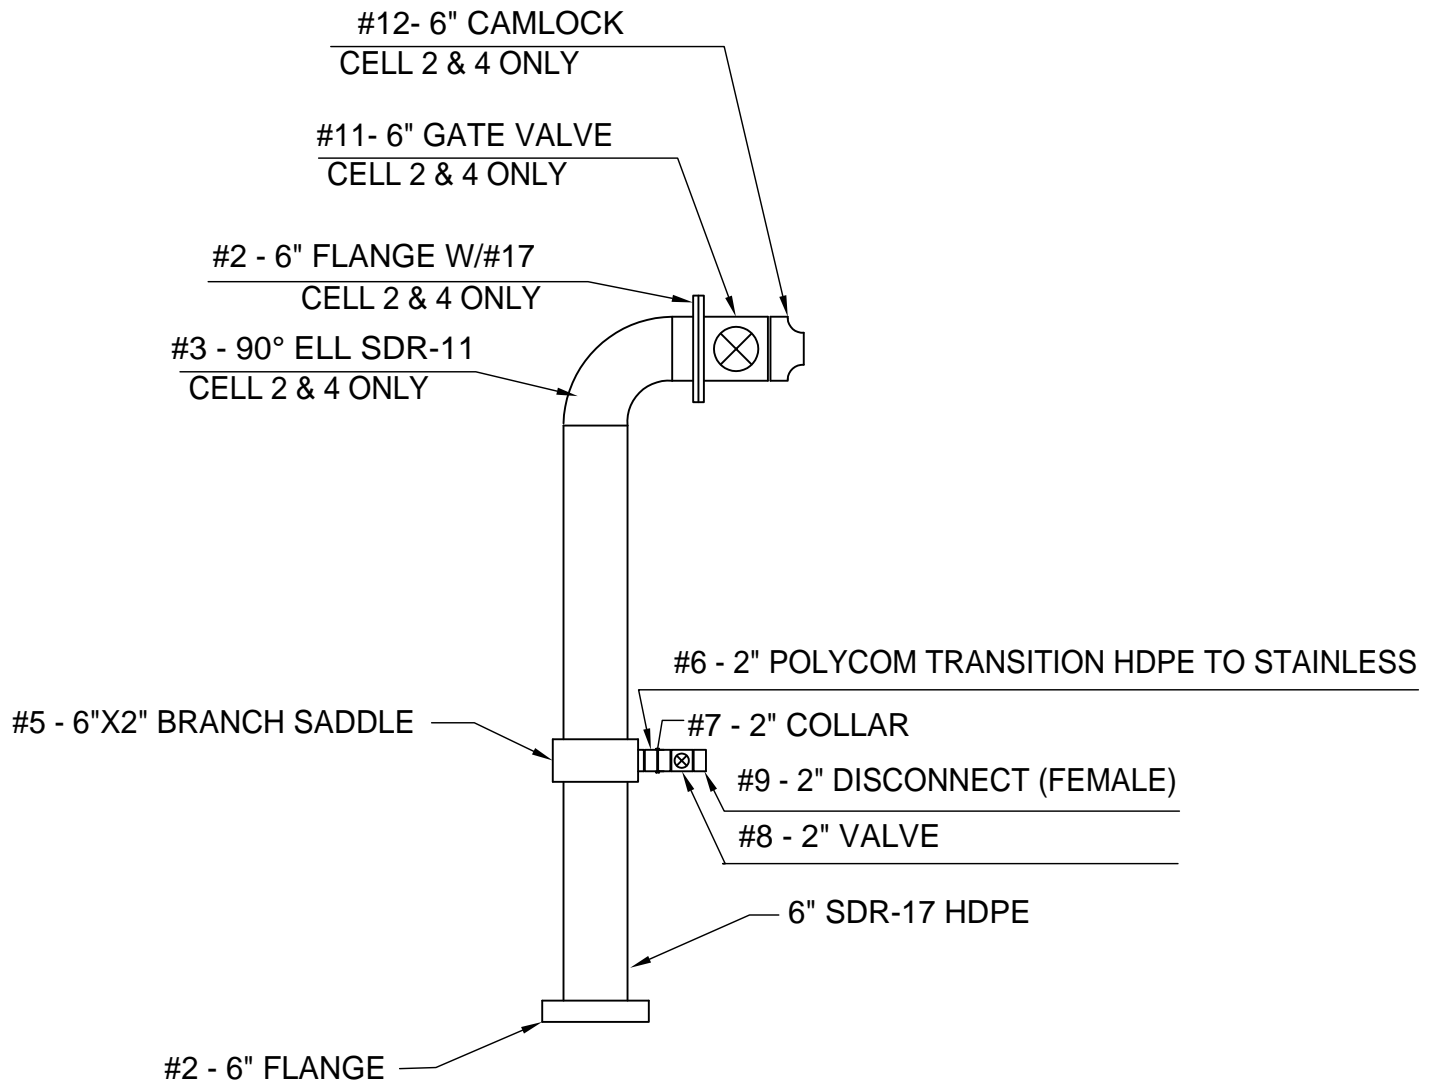 #12- 6" CAMLOCK
CELL 2 & 4 ONLY
#11- 6" GATE VALVE
CELL 2 & 4 ONLY
#2 - 6" FLANGE W/#17
CELL 2 & 4 ONLY
#3 - 90° ELL SDR-11
CELL 2 & 4 ONLY
#6 - 2" POLYCOM TRANSITION HDPE TO STAINLESS
#5 - 6"X2" BRANCH SADDLE
#7 - 2" COLLAR
#9 - 2" DISCONNECT (FEMALE)
#8 - 2" VALVE
6" SDR-17 HDPE
#2 - 6" FLANGE